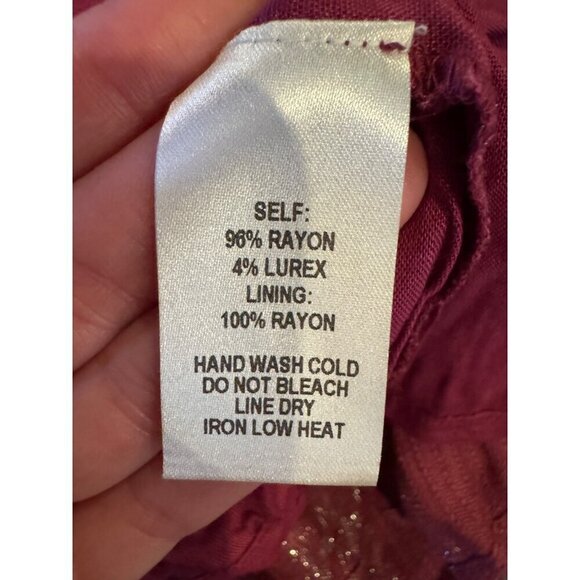 SELF:
96% RAYON
4% LUREX
LINING:
100% RAYON
HAND WASH COLD
DO NOT BLEACH
LINE DRY
IRON LOW HEAT